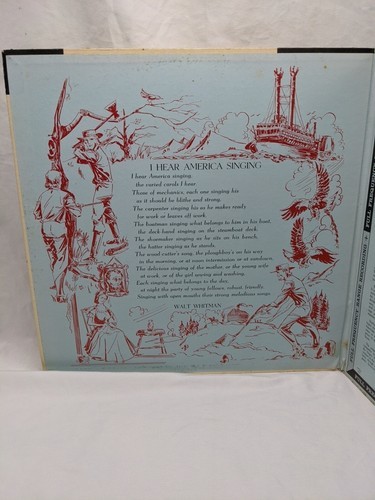 I HEAR AMERICA SINGING
I hear America singing,
the varied carols I hear.
Those of mechanics, each one singing his
as it should be blithe and strong,
The carpenter singing his as he makes ready
for work or leaves off work.
The boatman singing what belongs to him in his boat,
the deck hand singing on the steamboat deck.
The shoemaker singing as he sits on his bench,
the hatter singing as he stands.
The wood cutter's song, the ploughboy's on his way
in the morning, or at noon intermission or at sundown,
The delicious singing of the mother, or the young wife
at work, or of the girl sewing and washing.
Each singing what belongs to the day,
at night the party of young fellows robust, friendly,
Singing with open mouths their strong melodious songs.
WALT WHITMAN